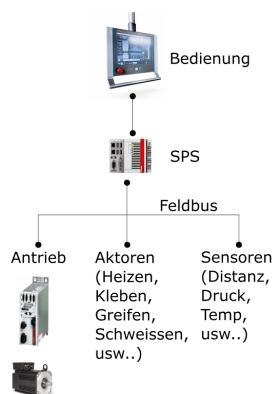 Bedienung
SPS
Feldbus
Antrieb
Aktoren
(Heizen,
Kleben,
Greifen,
Schweissen,
usw..)
Sensoren
(Distanz,
Druck,
Temp,
usw..)